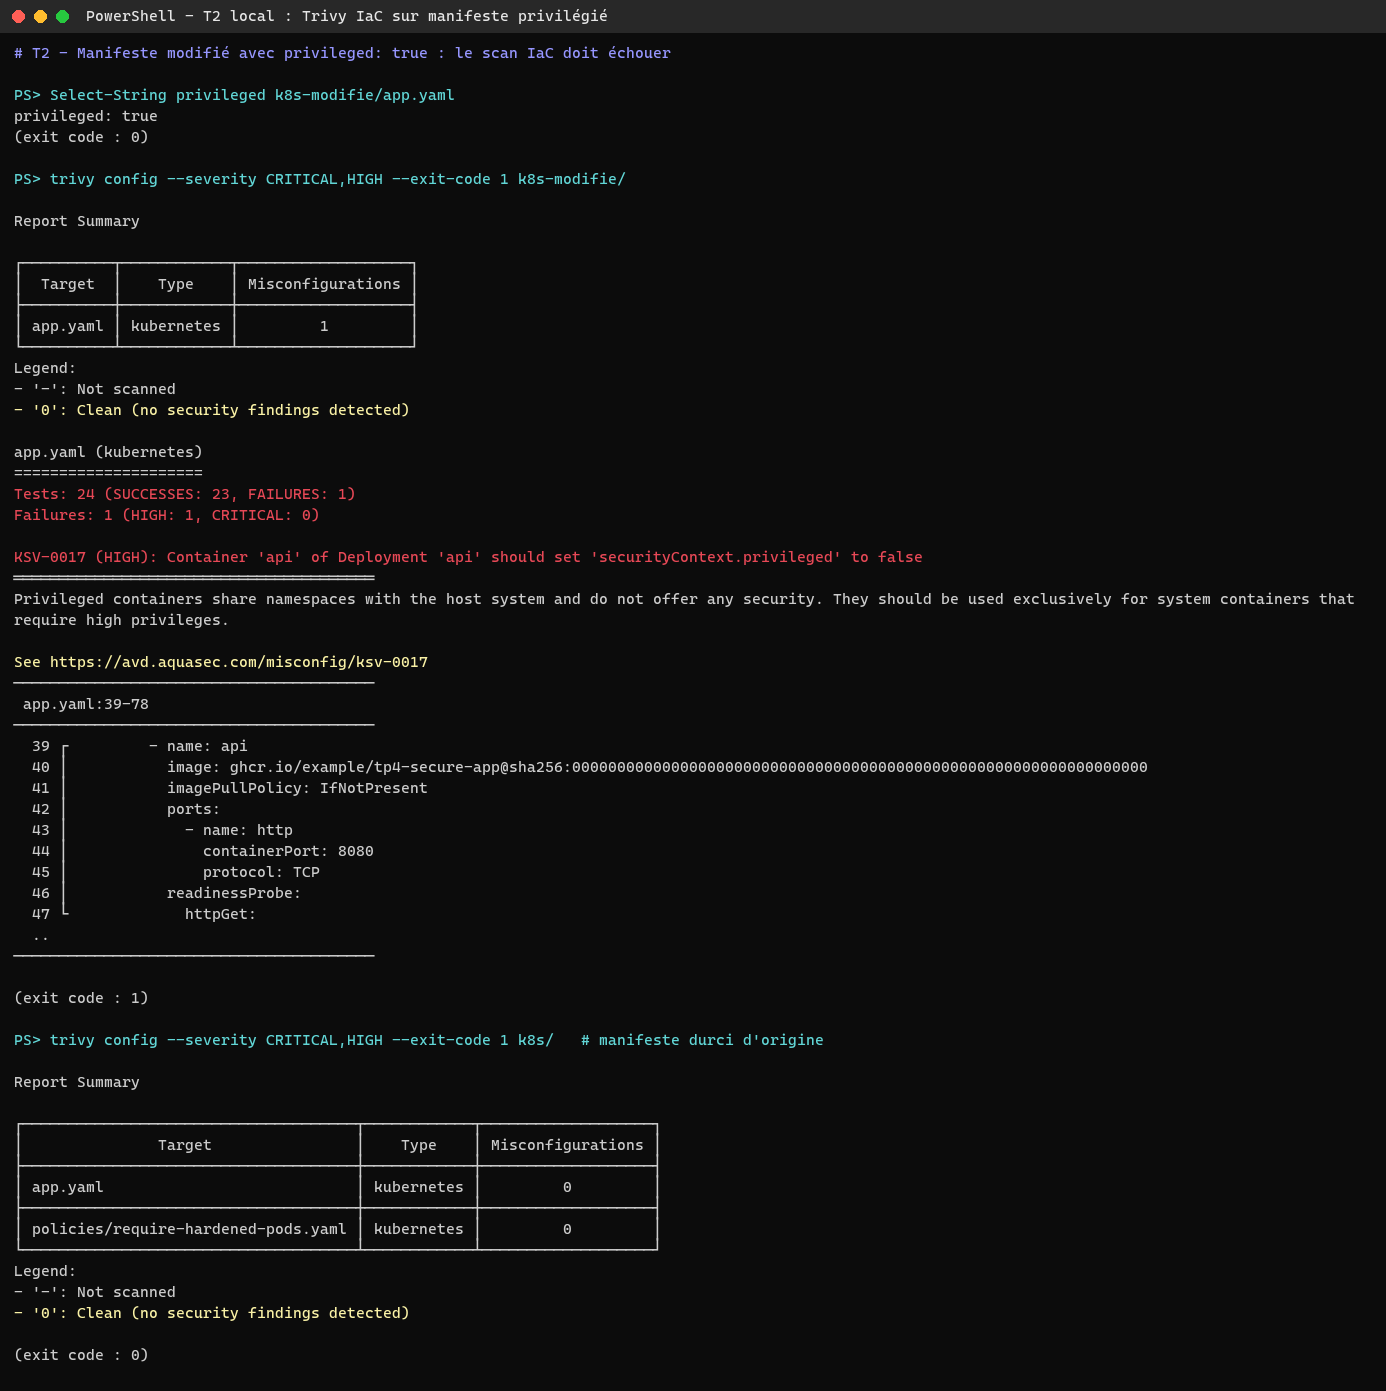 PowerShell - T2 local : Trivy IaC sur manifeste privilégié
# T2 - Manifeste modifié avec privileged: true : le scan IaC doit échouer
PS> Select-String privileged k8s-modifie/app.yaml
privileged: true
(exit code : 0)
PS> trivy config --severity CRITICAL,HIGH --exit-code 1 k8s-modifie/
Report Summary
Target Type Misconfigurations
app.yaml kubernetes 1
Legend:
- '-': Not scanned
- '0': Clean (no security findings detected)
app.yaml (kubernetes)
=====================
Tests: 24 (SUCCESSES: 23, FAILURES: 1)
Failures: 1 (HIGH: 1, CRITICAL: 0)
KSV-0017 (HIGH): Container 'api' of Deployment 'api' should set 'securityContext.privileged' to false
Privileged containers share namespaces with the host system and do not offer any security. They should be used exclusively for system containers that
require high privileges.
See https://avd.aquasec.com/misconfig/ksv-0017
app.yaml:39-78
39 - name: api
40 image: ghcr.io/example/tp4-secure-app@sha256:0000000000000000000000000000000000000000000000000000000000000000
41 imagePullPolicy: IfNotPresent
42 ports:
43 - name: http
44 containerPort: 8080
45 protocol: TCP
46 readinessProbe:
47 httpGet:
..
(exit code : 1)
PS> trivy config --severity CRITICAL,HIGH --exit-code 1 k8s/   # manifeste durci d'origine
Report Summary
Target Type Misconfigurations
app.yaml kubernetes 0
policies/require-hardened-pods.yaml kubernetes 0
Legend:
- '-': Not scanned
- '0': Clean (no security findings detected)
(exit code : 0)